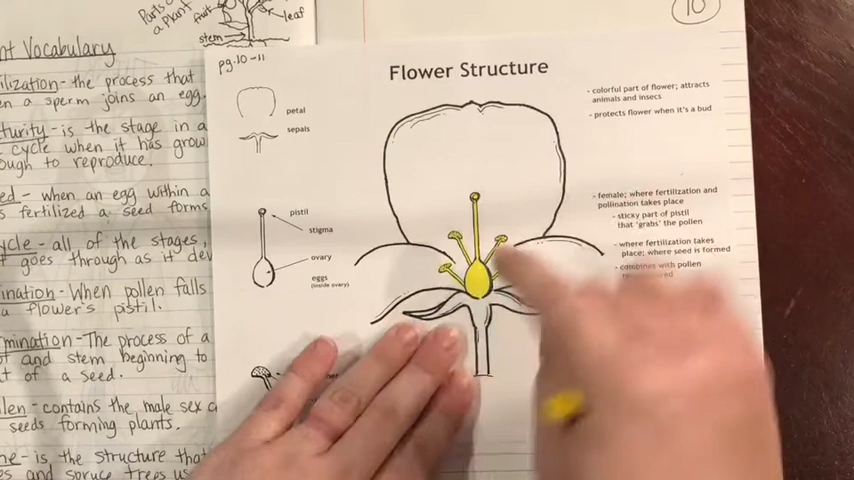 Parts of
a Plant
fruit
leaf
stem
10
nt Vocabulary
ilization - the process that
en a sperm joins an egg.
turity - is the stage in a
cycle when it has grow
ough to reproduce.
ed - when an egg within a
s fertilized a seed forms
ycle - all of the stages,
t goes through as it dev
ination - When pollen falls
a flower's pistil.
mination - The process of a
ot and stem beginning to
t of a seed.
llen - contains the male sex c
seeds forming plants.
ne - is the structure that
es and spruce trees us
pg. 10-11
Flower Structure
petal
sepals
pistil
stigma
ovary
eggs
(inside ovary)
- colorful part of flower; attracts
animals and insects
- protects flower when it's a bud
- female; where fertilization and
pollination takes place
- sticky part of pistil
that 'grabs' the pollen
- where fertilization takes
place; where seed is formed
- combines with pollen